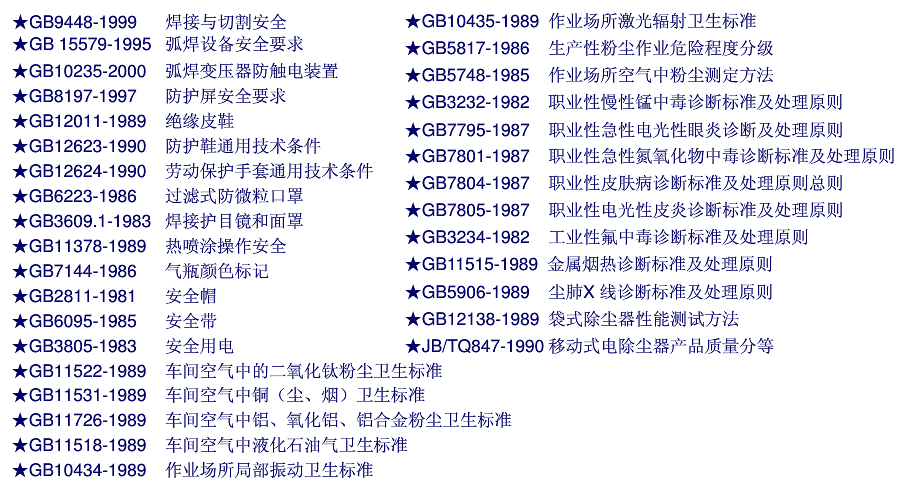 ★GB9448-1999 焊接与切割安全
★GB 15579-1995 弧焊设备安全要求
★GB10235-2000 弧焊变压器防触电装置
★GB8197-1997 防护屏安全要求
★GB12011-1989 绝缘皮鞋
★GB12623-1990 防护鞋通用技术条件
★GB12624-1990 劳动保护手套通用技术条件
★GB6223-1986 过滤式防微粒口罩
★GB3609.1-1983 焊接护目镜和面罩
★GB11378-1989 热喷涂操作安全
★GB7144-1986 气瓶颜色标记
★GB2811-1981 安全帽
★GB6095-1985 安全带
★GB3805-1983 安全用电
★GB11522-1989 车间空气中的二氧化钛粉尘卫生标准
★GB11531-1989 车间空气中铜（尘、烟）卫生标准
★GB11726-1989 车间空气中铝、氧化铝、铝合金粉尘卫生标准
★GB11518-1989 车间空气中液化石油气卫生标准
★GB10434-1989 作业场所局部振动卫生标准
★GB10435-1989 作业场所激光辐射卫生标准
★GB5817-1986 生产性粉尘作业危险程度分级
★GB5748-1985 作业场所空气中粉尘测定方法
★GB3232-1982 职业性慢性锰中毒诊断标准及处理原则
★GB7795-1987 职业性急性电光性眼炎诊断及处理原则
★GB7801-1987 职业性急性氮氧化物中毒诊断标准及处理原则
★GB7804-1987 职业性皮肤病诊断标准及处理原则总则
★GB7805-1987 职业性电光性皮炎诊断标准及处理原则
★GB3234-1982 工业性氟中毒诊断标准及处理原则
★GB11515-1989 金属烟热诊断标准及处理原则
★GB5906-1989 尘肺X 线诊断标准及处理原则
★GB12138-1989 袋式除尘器性能测试方法
★JB/TQ847-1990 移动式电除尘器产品质量分等